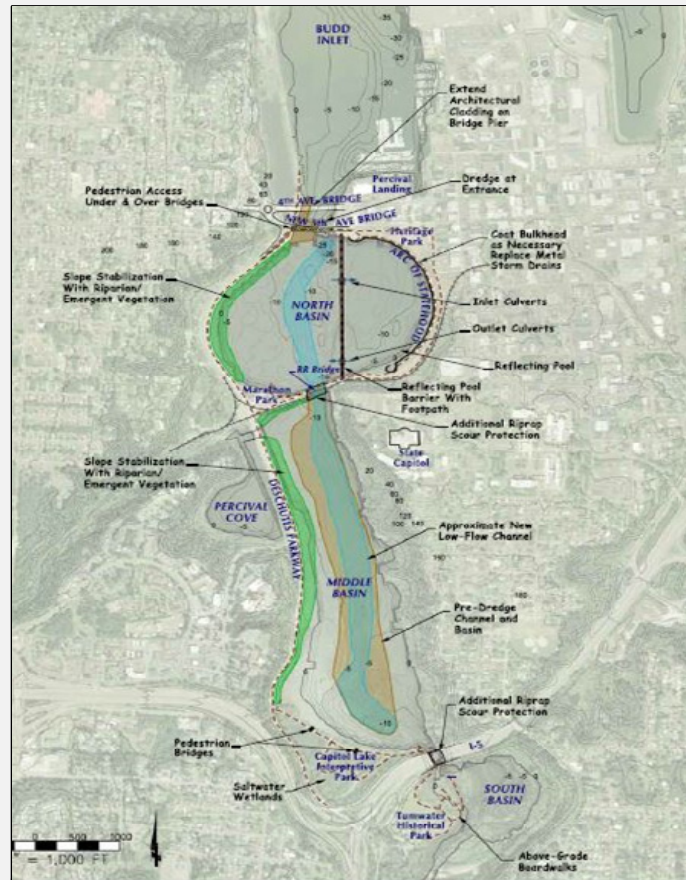 BUDD
INLET
Extend
Architectural
Cladding on
Bridge Pier
Percival
Landing
Dredge at
Entrance
Pedestrian Access
Under & Over Bridges
4TH AVE BRIDGE
AVE BRIDGE
Heritage
Park
Coat Bulkhead
as Necessary
Replace Metal
Storm Drains
ARC OF STATEHOOD
Slope Stabilization
With Riparian/
Emergent Vegetation
NORTH
BASIN
Inlet Culverts
Outlet Culverts
RR Bridge
Reflecting Pool
Marathon
Park
Reflecting Pool
Barrier With
Footpath
Additional Riprap
Scour Protection
State
Capitol
Slope Stabilization
With Riparian/
Emergent Vegetation
PERCIVAL
COVE
DESCHUTES PARKWAY
Approximate New
Low-Flow Channel
MIDDLE
BASIN
Pre-Dredge
Channel and
Basin
Additional Riprap
Scour Protection
I-5
Pedestrian
Bridges
Capitol Lake
Interpretive
Park
Saltwater
Wetlands
SOUTH
BASIN
Tumwater
Historical
Park
Above-Grade
Boardwalks
0 500 1000
" = 1,000 FT